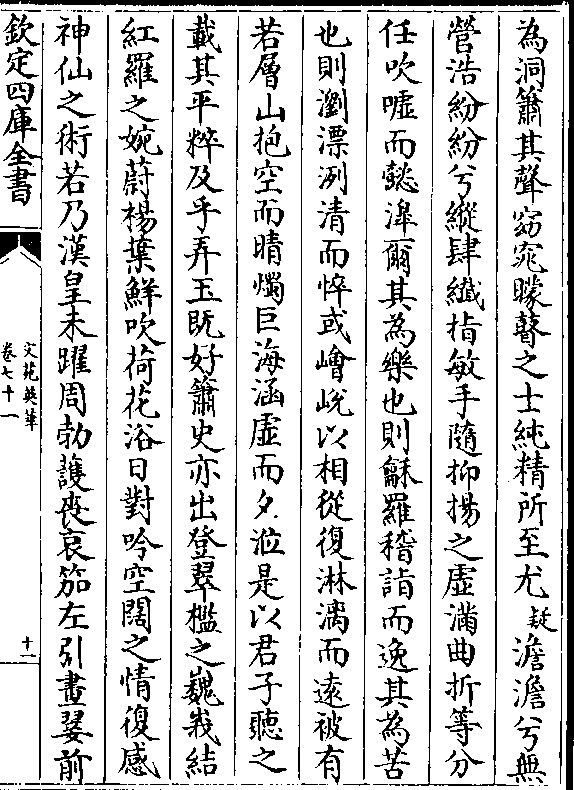 為洞簫其聲窈窕矇瞽之士純精所至尤疑澹澹兮無
營浩紛紛兮縱肆纖指敏手隨抑揚之虛滿曲折等分
任吹噓而懿濞爾其為樂也則龢羅稽詣而逸其為苦
也則瀏漂洌清而悴或嶒峵以相從復淋漓而遠被有
若層山抱空而晴燭巨海涵虛而夕泣是以君子聽之
載其平粹及乎弄玉既好簫史亦出登翠檻之巍峩結
紅羅之婉蔚楊葉鮮吹荷花浴日對吟空闊之情復感
神仙之術若乃漢皇未躍周勃護喪哀笳左引畫翣前
欽定四庫全書
文苑英華
卷七十一
十一